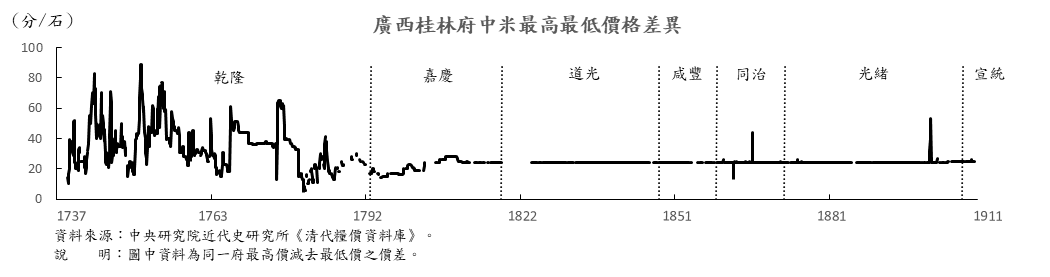 (分/石)
廣西桂林府中米最高最低價格差異
100
80
60
40
20
0
乾隆
嘉慶
道光
咸豐
同治
光緒
宣統
1737
1763
1792
1822
1851
1881
1911
資料來源：中央研究院近代史研究所《清代糧價資料庫》。
說　明：圖中資料為同一府最高價減去最低價之價差。